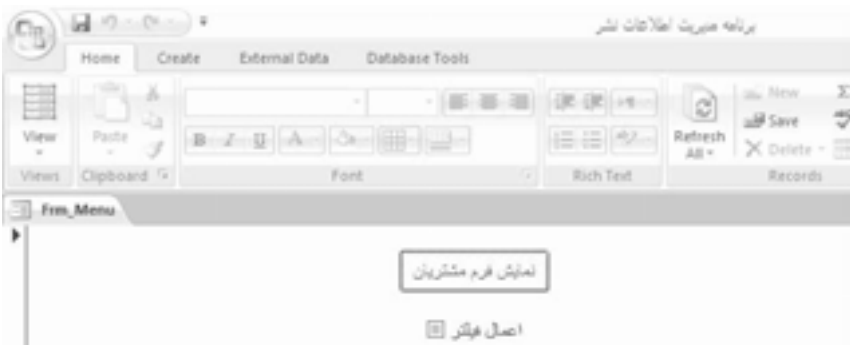 برنامه مدیریت اطلاعات نشر
Home Create External Data Database Tools
View Paste B I U A Refresh All New Save Delete Σ
Views Clipboard Font Rich Text Records
Frm_Menu
نمایش فرم مشتریان
اعمال فیلتر